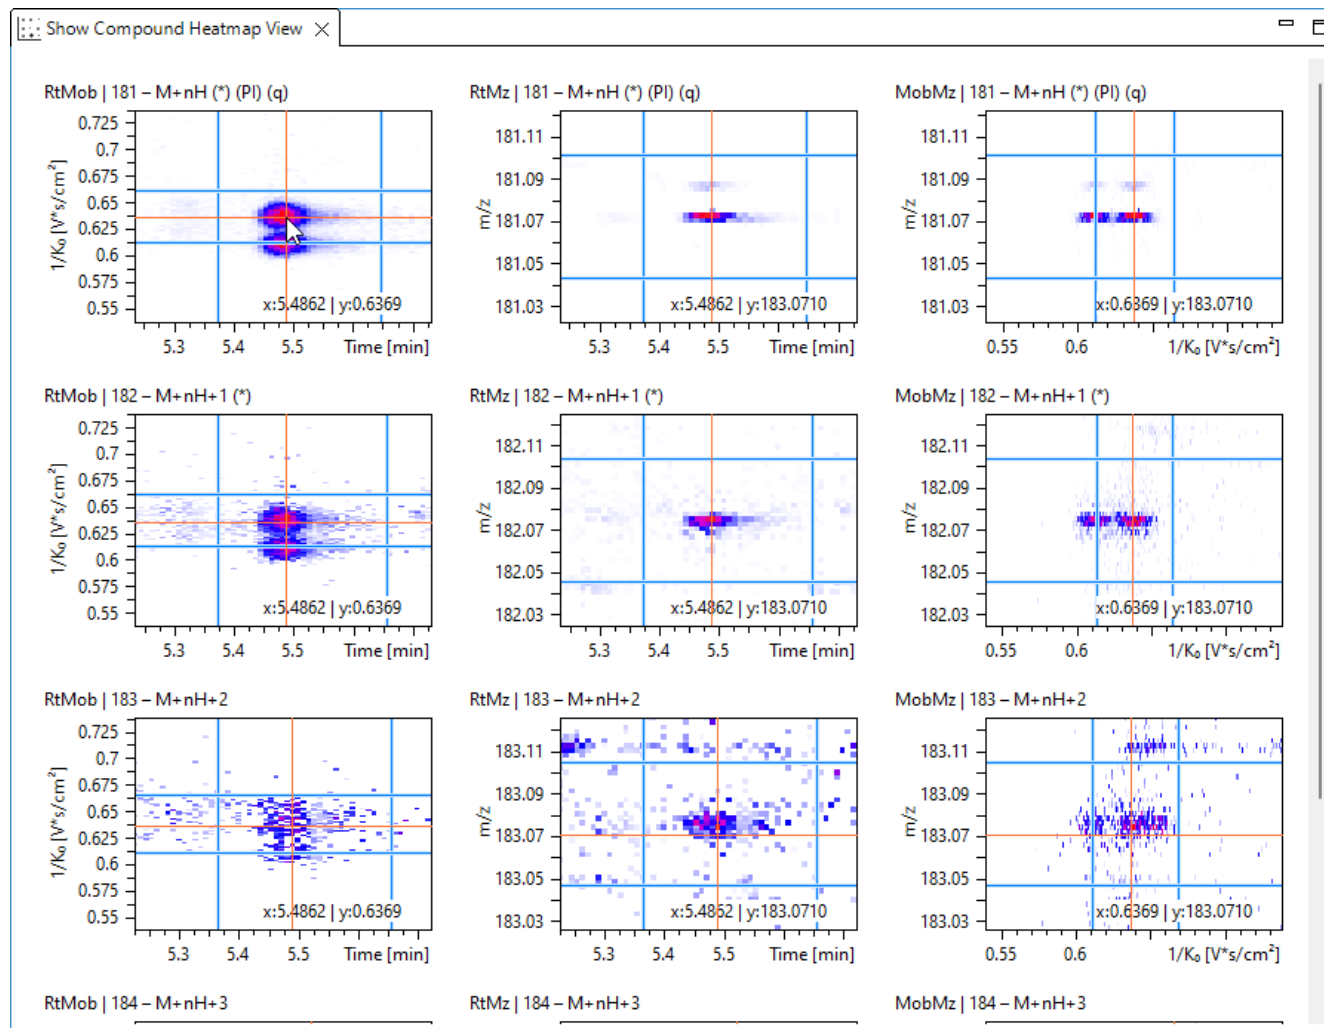 Show Compound Heatmap View
RtMob | 181 – M+nH (*) (PI) (q)
0.725
0.7
0.675
0.65
0.625
0.6
0.575
0.55
1/K₀ [V*s/cm²]
x:5.4862 | y:0.6369
5.3 5.4 5.5 Time [min]
RtMz | 181 – M+nH (*) (PI) (q)
181.11
181.09
181.07
181.05
181.03
m/z
x:5.4862 | y:183.0710
5.3 5.4 5.5 Time [min]
MobMz | 181 – M+nH (*) (PI) (q)
181.11
181.09
181.07
181.05
181.03
m/z
x:0.6369 | y:183.0710
0.55 0.6 1/K₀ [V*s/cm²]
RtMob | 182 – M+nH+1 (*)
0.725
0.7
0.675
0.65
0.625
0.6
0.575
0.55
1/K₀ [V*s/cm²]
x:5.4862 | y:0.6369
5.3 5.4 5.5 Time [min]
RtMz | 182 – M+nH+1 (*)
182.11
182.09
182.07
182.05
182.03
m/z
x:5.4862 | y:183.0710
5.3 5.4 5.5 Time [min]
MobMz | 182 – M+nH+1 (*)
182.11
182.09
182.07
182.05
182.03
m/z
x:0.6369 | y:183.0710
0.55 0.6 1/K₀ [V*s/cm²]
RtMob | 183 – M+nH+2
0.725
0.7
0.675
0.65
0.625
0.6
0.575
0.55
1/K₀ [V*s/cm²]
x:5.4862 | y:0.6369
5.3 5.4 5.5 Time [min]
RtMz | 183 – M+nH+2
183.11
183.09
183.07
183.05
183.03
m/z
x:5.4862 | y:183.0710
5.3 5.4 5.5 Time [min]
MobMz | 183 – M+nH+2
183.11
183.09
183.07
183.05
183.03
m/z
x:0.6369 | y:183.0710
0.55 0.6 1/K₀ [V*s/cm²]
RtMob | 184 – M+nH+3
RtMz | 184 – M+nH+3
MobMz | 184 – M+nH+3